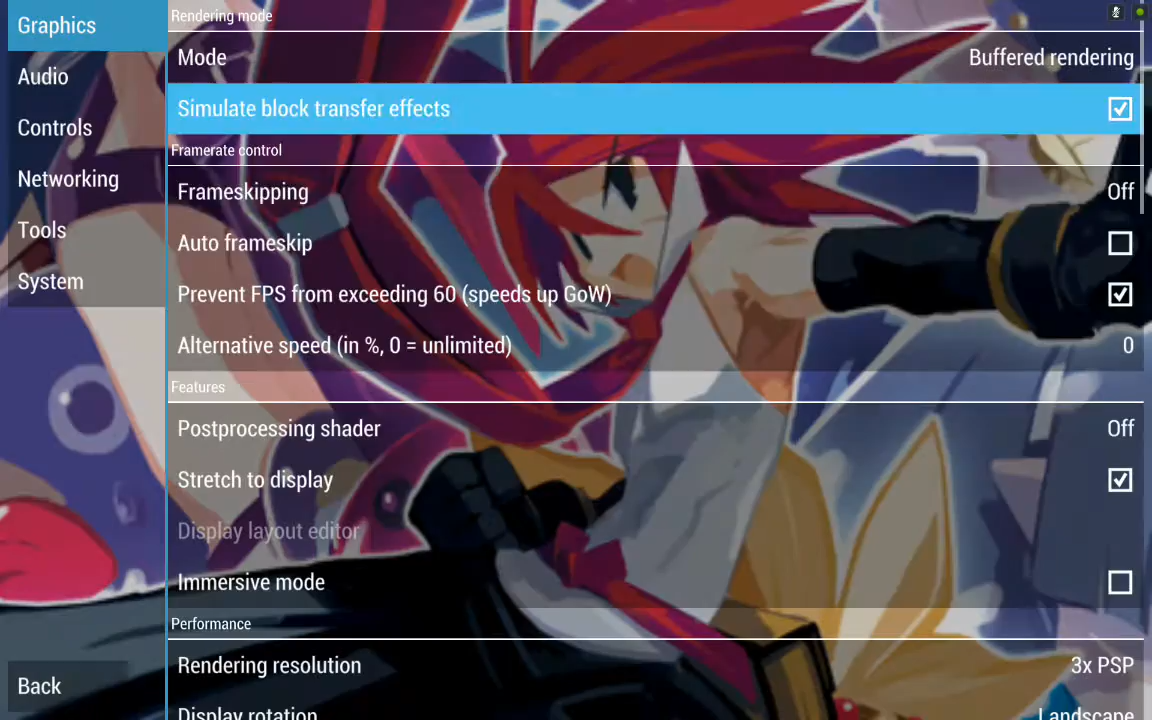 Graphics
Audio
Controls
Networking
Tools
System
Back
Rendering mode
Mode Buffered rendering
Simulate block transfer effects
Framerate control
Frameskipping Off
Auto frameskip
Prevent FPS from exceeding 60 (speeds up GoW)
Alternative speed (in %, 0 = unlimited) 0
Features
Postprocessing shader Off
Stretch to display
Display layout editor
Immersive mode
Performance
Rendering resolution 3x PSP
Display rotation Landscape